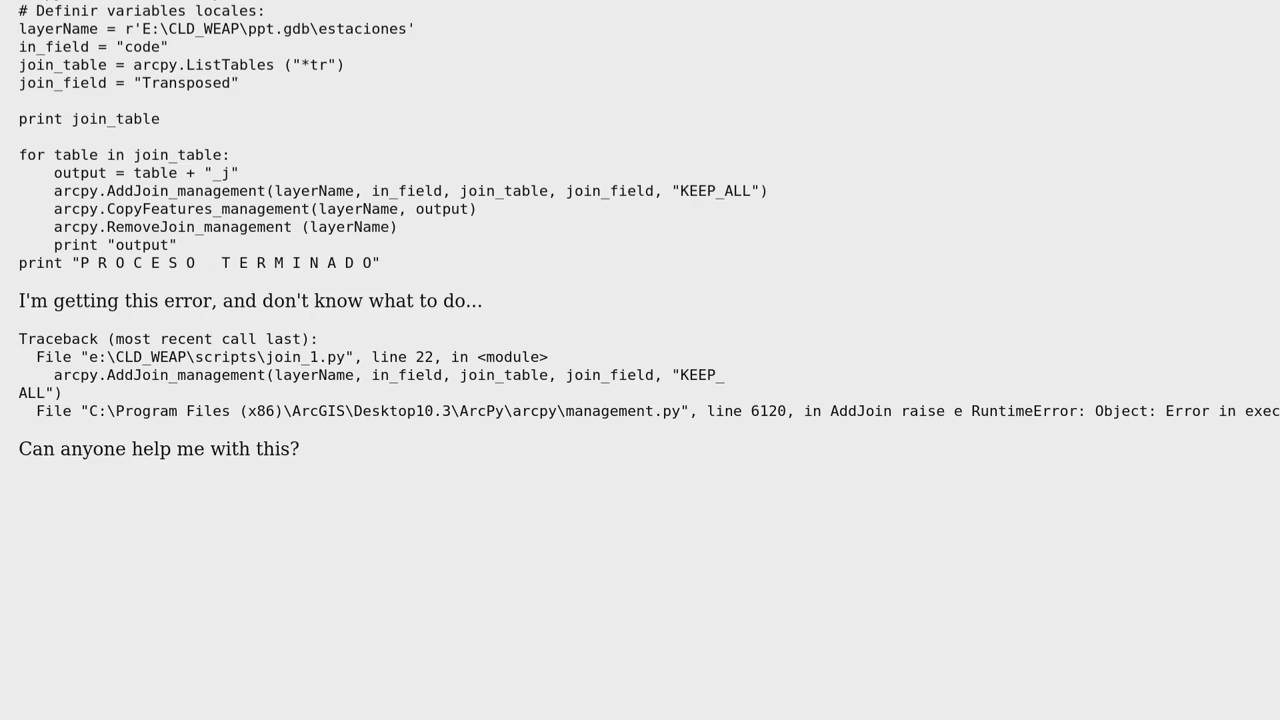 # Definir variables locales:
layerName = r'E:\CLD_WEAP\ppt.gdb\estaciones'
in_field = "code"
join_table = arcpy.ListTables ("*tr")
join_field = "Transposed"
print join_table
for table in join_table:
    output = table + "_j"
    arcpy.AddJoin_management(layerName, in_field, join_table, join_field, "KEEP_ALL")
    arcpy.CopyFeatures_management(layerName, output)
    arcpy.RemoveJoin_management (layerName)
    print "output"
print "P R O C E S O   T E R M I N A D O"
I'm getting this error, and don't know what to do...
Traceback (most recent call last):
  File "e:\CLD_WEAP\scripts\join_1.py", line 22, in <module>
    arcpy.AddJoin_management(layerName, in_field, join_table, join_field, "KEEP_
ALL")
  File "C:\Program Files (x86)\ArcGIS\Desktop10.3\ArcPy\arcpy\management.py", line 6120, in AddJoin raise e RuntimeError: Object: Error in exec
Can anyone help me with this?